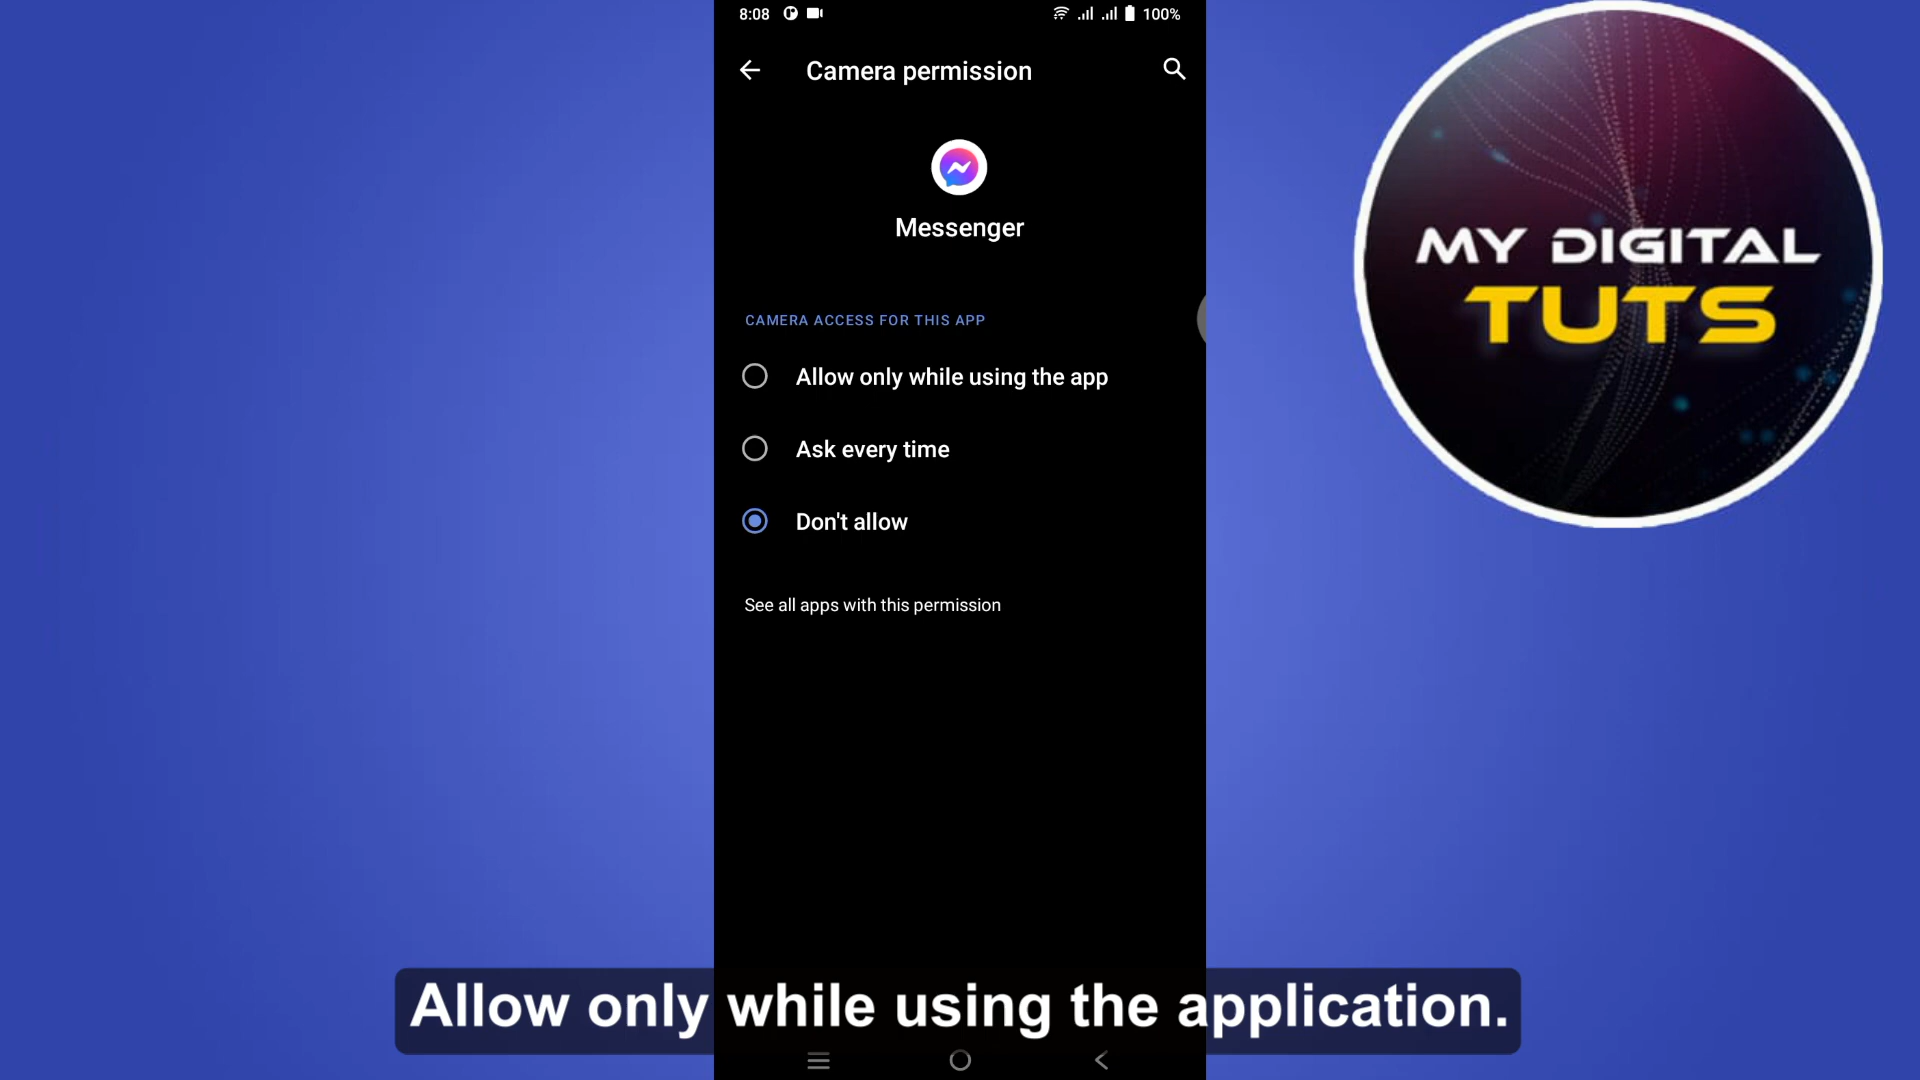 8:08
100%
Camera permission
Messenger
CAMERA ACCESS FOR THIS APP
Allow only while using the app
Ask every time
Don't allow
See all apps with this permission
MY DIGITAL
TUTS
Allow only while using the application.